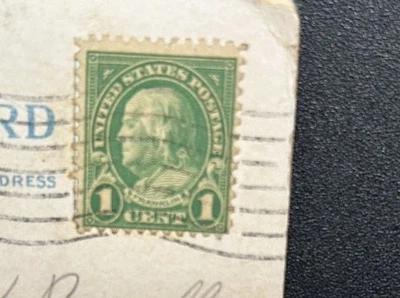 UNITED STATES POSTAGE
RD
FRANKLIN
DRESS
1 CENT 1